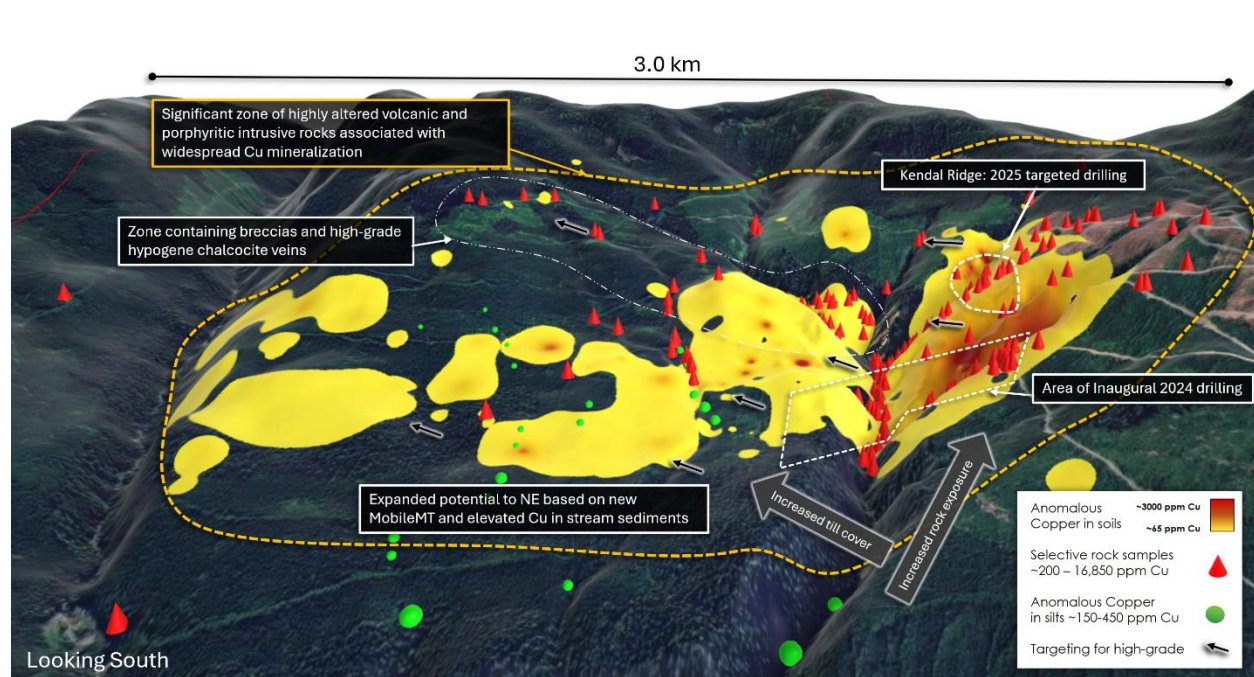 3.0 km
Significant zone of highly altered volcanic and
porphyritic intrusive rocks associated with
widespread Cu mineralization
Kendal Ridge: 2025 targeted drilling
Zone containing breccias and high-grade
hypogene chalcocite veins
Area of Inaugural 2024 drilling
Expanded potential to NE based on new
MobileMT and elevated Cu in stream sediments
Increased till cover
Increased rock exposure
Anomalous
Copper in soils
~3000 ppm Cu
~65 ppm Cu
Selective rock samples
~200 – 16,850 ppm Cu
Anomalous Copper
in silts ~150-450 ppm Cu
Targeting for high-grade
Looking South